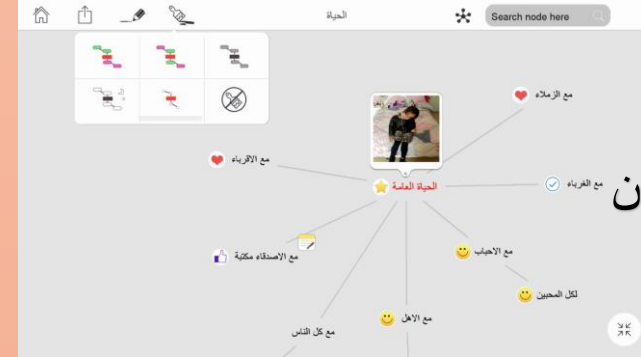 الحياة
Search node here
مع الزملاء
مع الاقرباء
الحياة العامة
مع الغرباء
ن
مع الاحباب
مع الاصدقاء مكتبة
لكل المحبين
مع الاهل
مع كل الناس